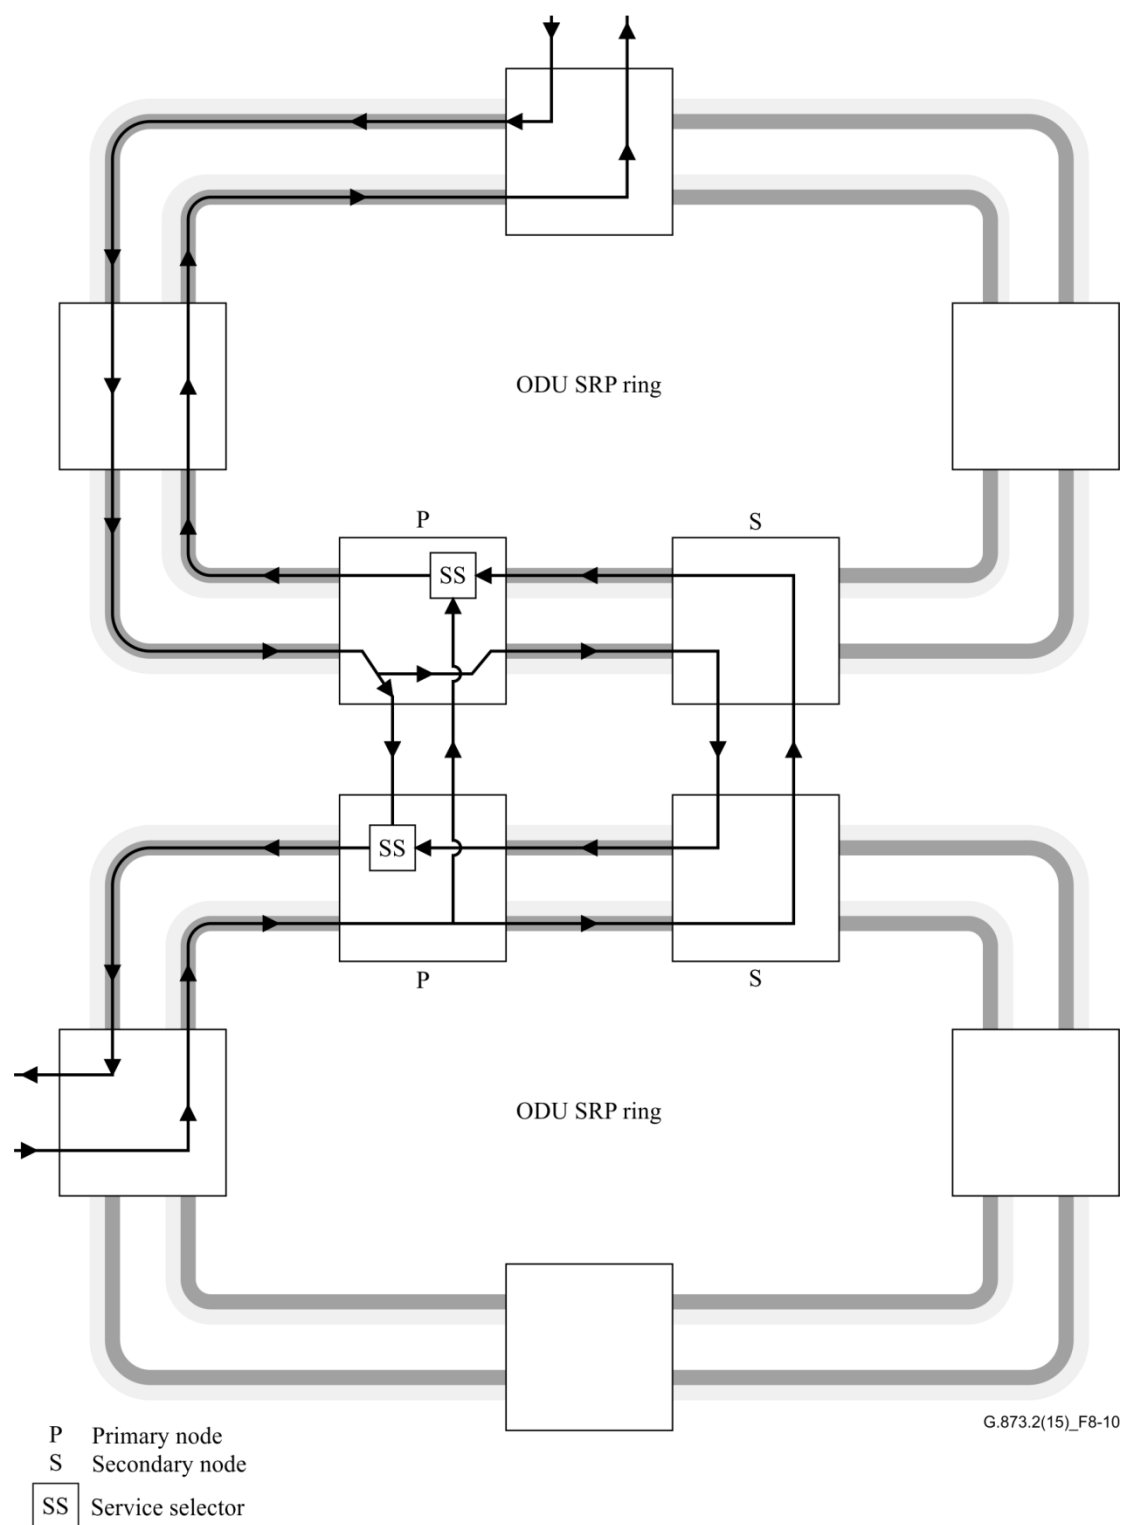 ODU SRP ring
P
S
SS
SS
P
S
ODU SRP ring
G.873.2(15)_F8-10
P Primary node
S Secondary node
SS Service selector